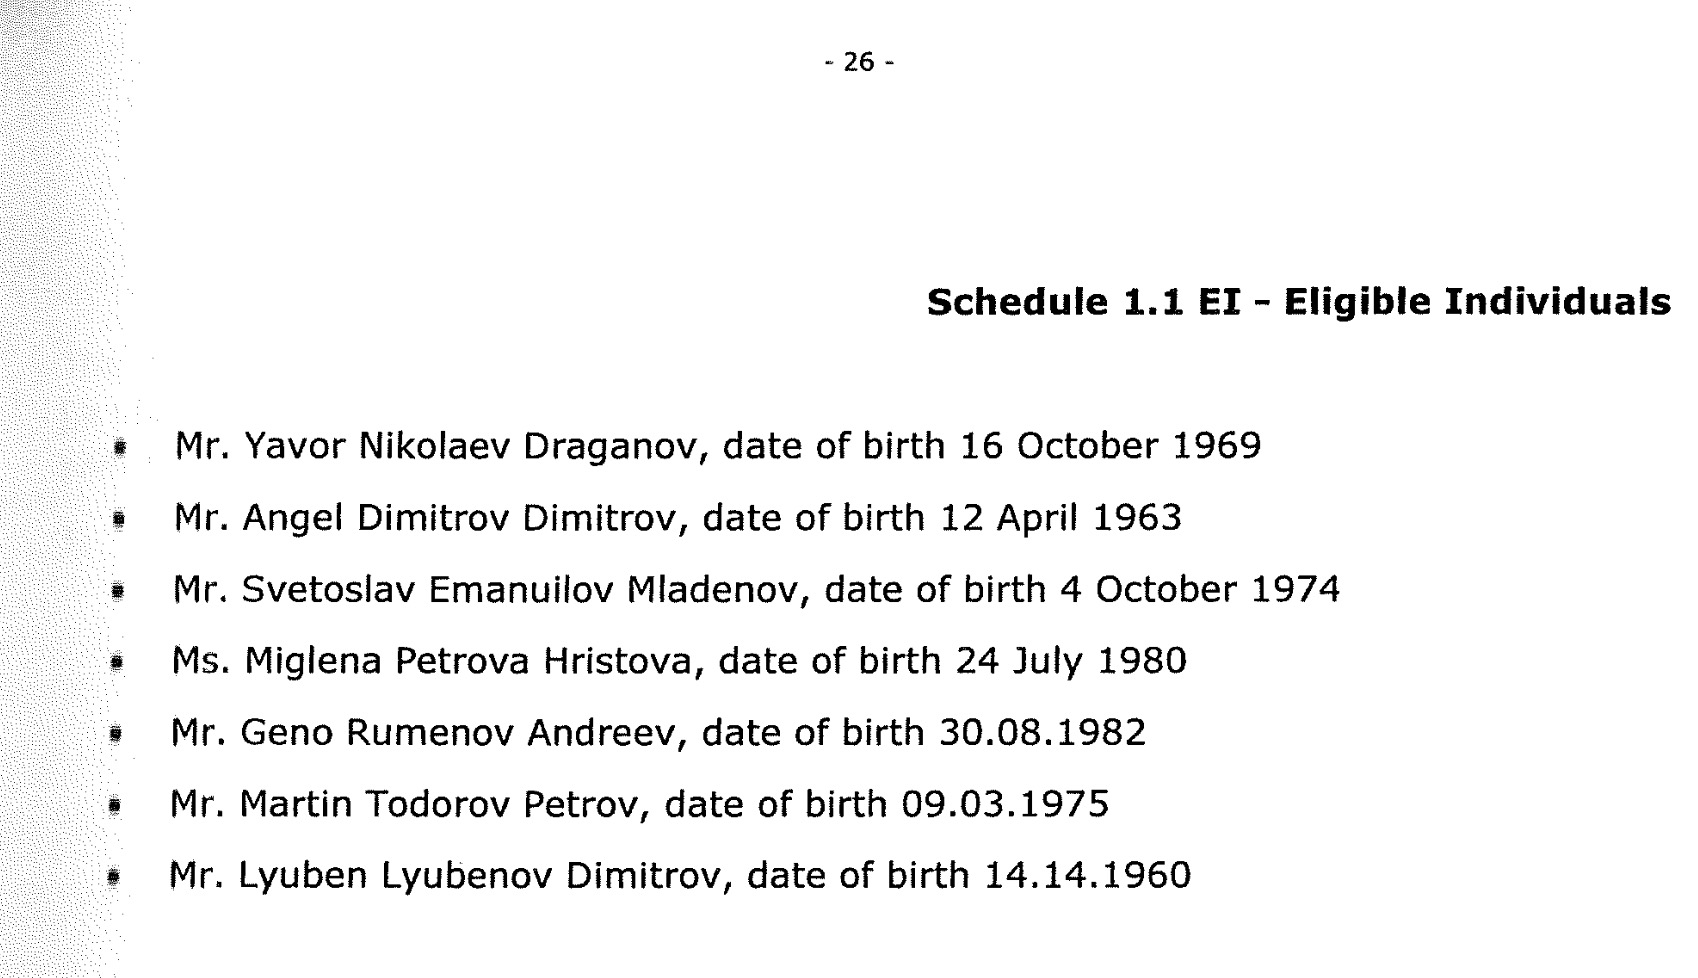 - 26 -
Schedule 1.1 EI - Eligible Individuals
▪ Mr. Yavor Nikolaev Draganov, date of birth 16 October 1969
▪ Mr. Angel Dimitrov Dimitrov, date of birth 12 April 1963
▪ Mr. Svetoslav Emanuilov Mladenov, date of birth 4 October 1974
▪ Ms. Miglena Petrova Hristova, date of birth 24 July 1980
▪ Mr. Geno Rumenov Andreev, date of birth 30.08.1982
▪ Mr. Martin Todorov Petrov, date of birth 09.03.1975
▪ Mr. Lyuben Lyubenov Dimitrov, date of birth 14.14.1960